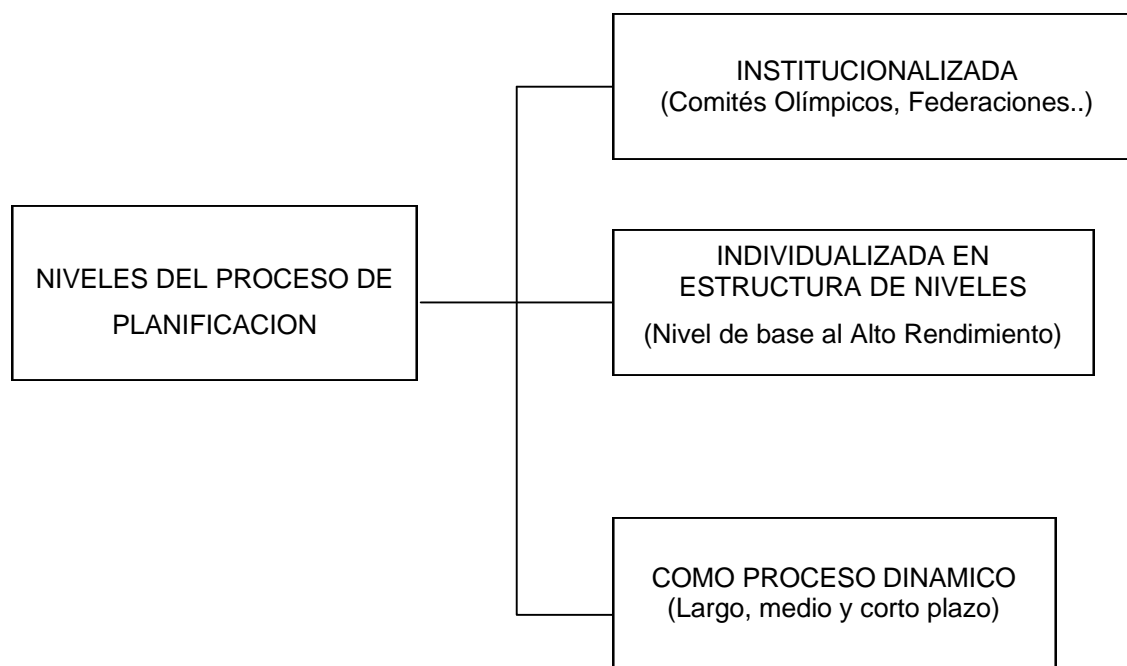 INSTITUCIONALIZADA
(Comités Olímpicos, Federaciones..)
NIVELES DEL PROCESO DE
PLANIFICACION
INDIVIDUALIZADA EN
ESTRUCTURA DE NIVELES
(Nivel de base al Alto Rendimiento)
COMO PROCESO DINAMICO
(Largo, medio y corto plazo)